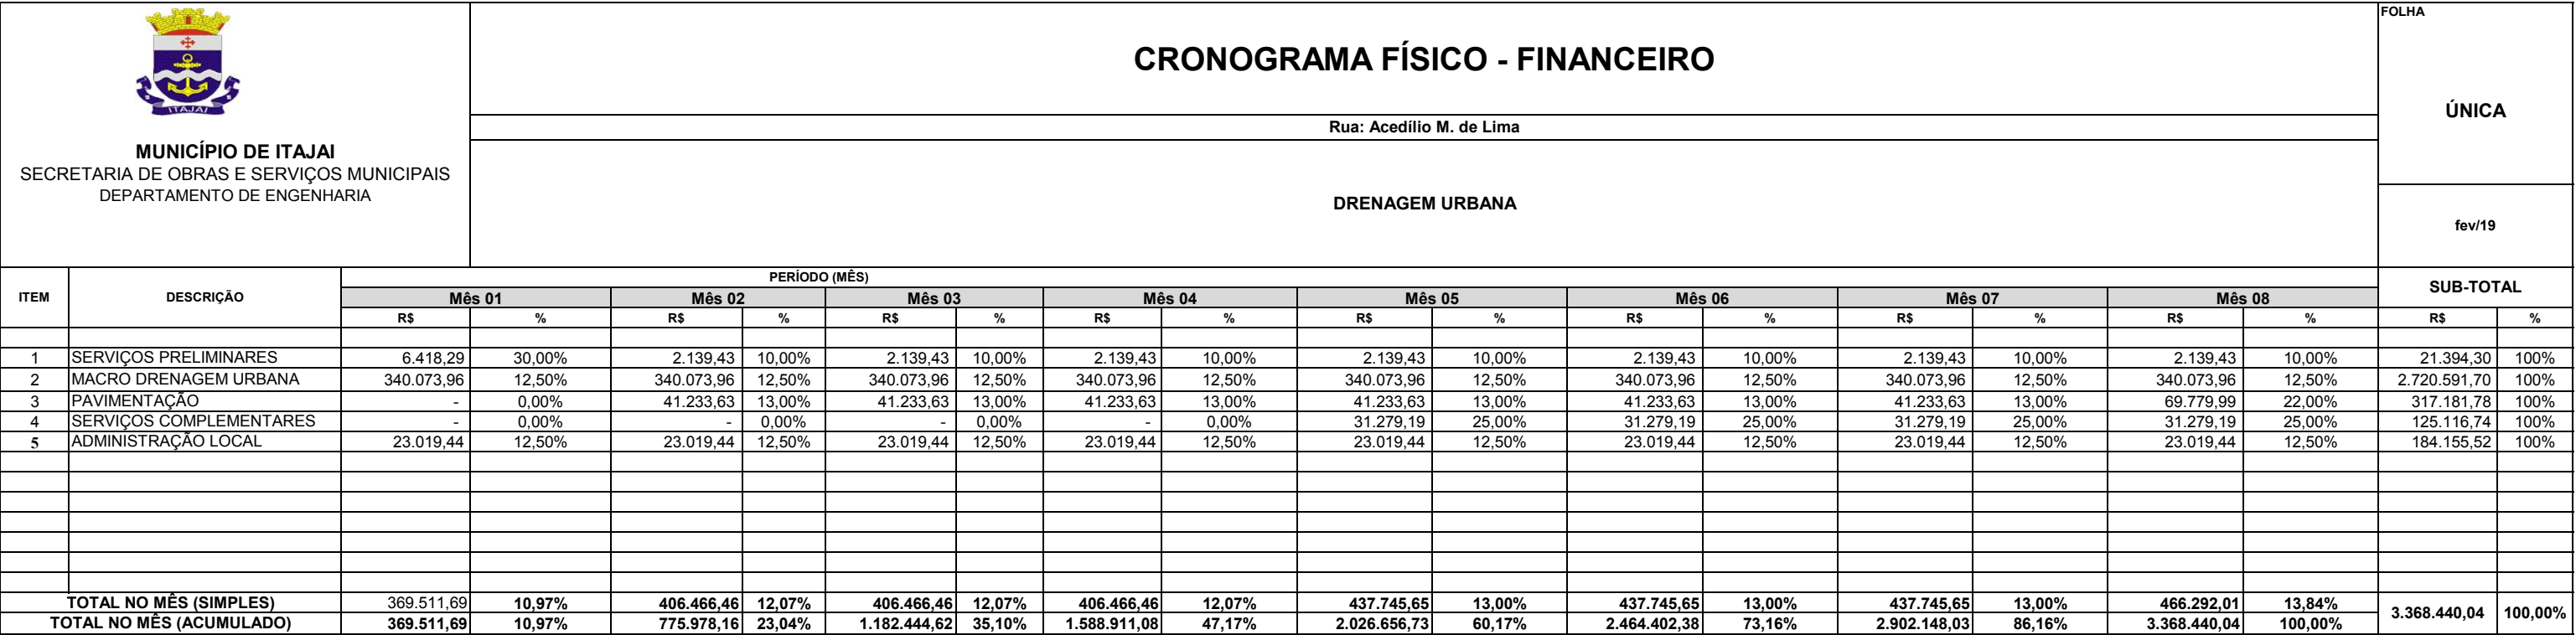 ITAJAI
MUNICÍPIO DE ITAJAI
SECRETARIA DE OBRAS E SERVIÇOS MUNICIPAIS
DEPARTAMENTO DE ENGENHARIA
CRONOGRAMA FÍSICO - FINANCEIRO
Rua: Acedílio M. de Lima
DRENAGEM URBANA
FOLHA
ÚNICA
fev/19
ITEM DESCRIÇÃO PERÍODO (MÊS) SUB-TOTAL
Mês 01 Mês 02 Mês 03 Mês 04 Mês 05 Mês 06 Mês 07 Mês 08
R$ % R$ % R$ % R$ % R$ % R$ % R$ % R$ % R$ %
1 SERVIÇOS PRELIMINARES 6.418,29 30,00% 2.139,43 10,00% 2.139,43 10,00% 2.139,43 10,00% 2.139,43 10,00% 2.139,43 10,00% 2.139,43 10,00% 2.139,43 10,00% 21.394,30 100%
2 MACRO DRENAGEM URBANA 340.073,96 12,50% 340.073,96 12,50% 340.073,96 12,50% 340.073,96 12,50% 340.073,96 12,50% 340.073,96 12,50% 340.073,96 12,50% 340.073,96 12,50% 2.720.591,70 100%
3 PAVIMENTAÇÃO - 0,00% 41.233,63 13,00% 41.233,63 13,00% 41.233,63 13,00% 41.233,63 13,00% 41.233,63 13,00% 41.233,63 13,00% 69.779,99 22,00% 317.181,78 100%
4 SERVIÇOS COMPLEMENTARES - 0,00% - 0,00% - 0,00% - 0,00% 31.279,19 25,00% 31.279,19 25,00% 31.279,19 25,00% 31.279,19 25,00% 125.116,74 100%
5 ADMINISTRAÇÃO LOCAL 23.019,44 12,50% 23.019,44 12,50% 23.019,44 12,50% 23.019,44 12,50% 23.019,44 12,50% 23.019,44 12,50% 23.019,44 12,50% 23.019,44 12,50% 184.155,52 100%
TOTAL NO MÊS (SIMPLES) 369.511,69 10,97% 406.466,46 12,07% 406.466,46 12,07% 406.466,46 12,07% 437.745,65 13,00% 437.745,65 13,00% 437.745,65 13,00% 466.292,01 13,84% 3.368.440,04 100,00%
TOTAL NO MÊS (ACUMULADO) 369.511,69 10,97% 775.978,16 23,04% 1.182.444,62 35,10% 1.588.911,08 47,17% 2.026.656,73 60,17% 2.464.402,38 73,16% 2.902.148,03 86,16% 3.368.440,04 100,00%